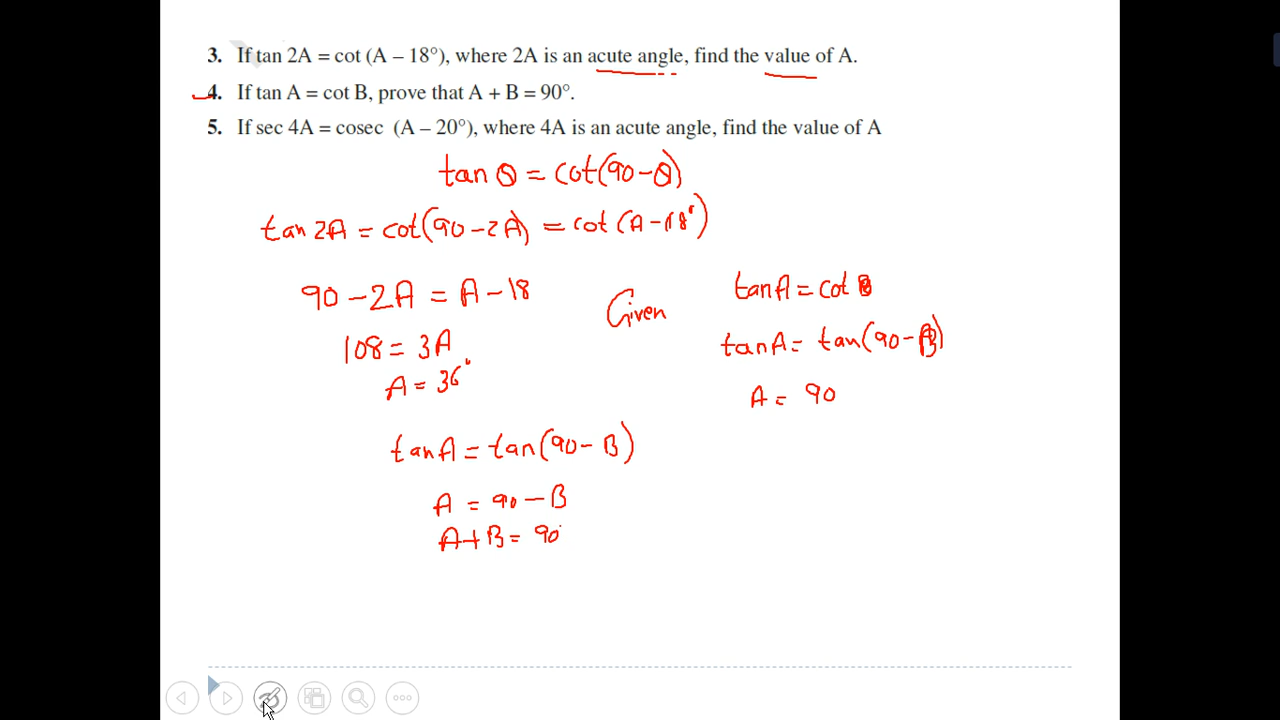 3. If tan 2A = cot (A – 18°), where 2A is an acute angle, find the value of A.
4. If tan A = cot B, prove that A + B = 90°.
5. If sec 4A = cosec (A – 20°), where 4A is an acute angle, find the value of A
tan θ = cot(90 – θ)
tan 2A = cot(90 – 2A) = cot (A – 18°)
90 – 2A = A – 18
108 = 3A
A = 36°
Given
tan A = cot B
tan A = tan(90 – B)
A = 90
tan A = tan(90 – B)
A = 90 – B
A + B = 90